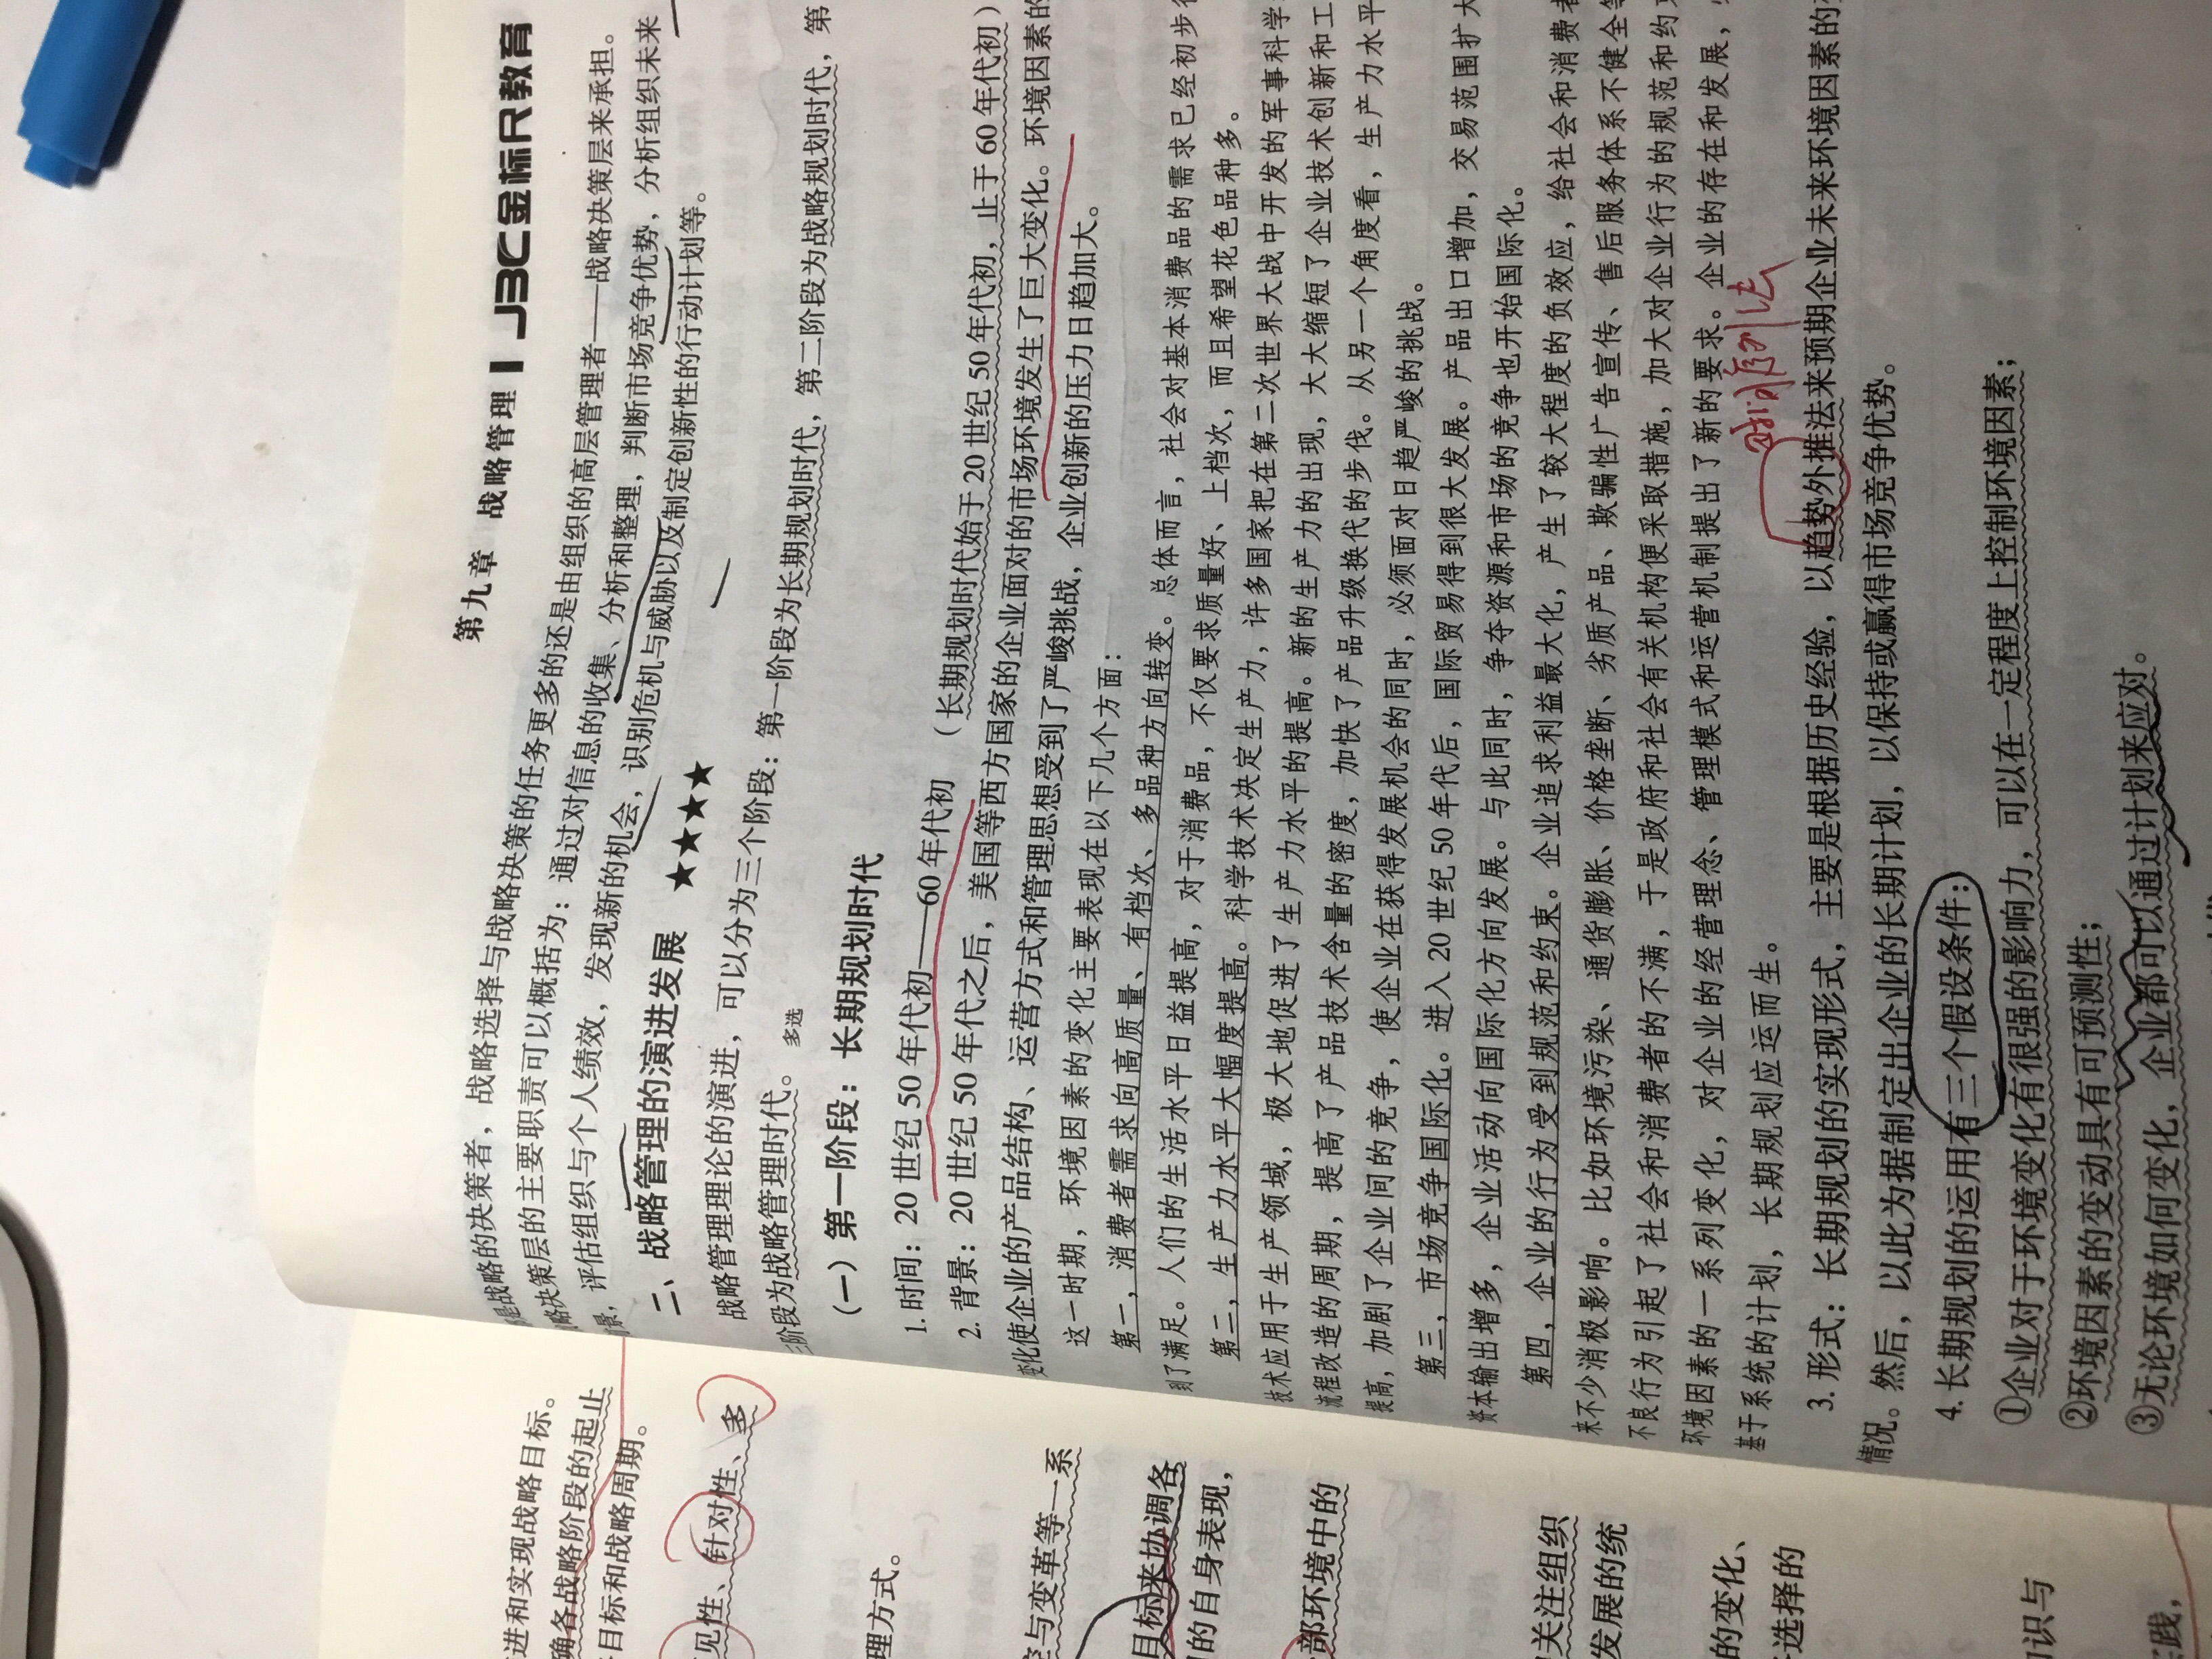 第九章 战略管理 JBC金标尺教育
战略的决策者，战略选择与战略决策的任务更多的还是由组织的高层管理者——战略决策层来承担。
决策层的主要职责可以概括为：通过对信息的收集、分析和整理，判断市场竞争优势，分析组织未来
景，评估组织与个人绩效，发现新的机会，识别危机与威胁以及制定创新性的行动计划等。
二、战略管理的演进发展 ★★★★
战略管理理论的演进，可以分为三个阶段：第一阶段为长期规划时代，第二阶段为战略规划时代，第
三阶段为战略管理时代。多选
（一）第一阶段：长期规划时代
1. 时间：20 世纪 50 年代初——60 年代初 （长期规划时代始于 20 世纪 50 年代初，止于 60 年代初）
2. 背景：20 世纪 50 年代之后，美国等西方国家的企业面对的市场环境发生了巨大变化。环境因素的
变化使企业的产品结构、运营方式和管理思想受到了严峻挑战，企业创新的压力日趋加大。
这一时期，环境因素的变化主要表现在以下几个方面：
第一，消费者需求向高质量、有档次、多品种方向转变。总体而言，社会对基本消费品的需求已经初步得
到了满足。人们的生活水平日益提高，对于消费品，不仅要求质量好、上档次，而且希望花色品种多。
第二，生产力水平大幅度提高。科学技术决定生产力，许多国家把在第二次世界大战中开发的军事科学
技术应用于生产领域，极大地促进了生产力水平的提高。新的生产力的出现，大大缩短了企业技术创新和工
流程改造的周期，提高了产品技术含量的密度，加快了产品升级换代的步伐。从另一个角度看，生产力水平
提高，加剧了企业间的竞争，使企业在获得发展机会的同时，必须面对日趋严峻的挑战。
第三，市场竞争国际化。进入 20 世纪 50 年代后，国际贸易得到很大发展。产品出口增加，交易范围扩大
资本输出增多，企业活动向国际化方向发展。与此同时，争夺资源和市场的竞争也开始国际化。
第四，企业的行为受到规范和约束。企业追求利益最大化，产生了较大程度的负效应，给社会和消费者
来不少消极影响。比如环境污染、通货膨胀、价格垄断、劣质产品、欺骗性广告宣传、售后服务体系不健全等
不良行为引起了社会和消费者的不满，于是政府和社会有关机构便采取措施，加大对企业行为的规范和约束
环境因素的一系列变化，对企业的经营理念、管理模式和运营机制提出了新的要求。企业的存在和发展，
基于系统的计划，长期规划应运而生。
3. 形式：长期规划的实现形式，主要是根据历史经验，以趋势外推法来预期企业未来环境因素的
情况。然后，以此为据制定出企业的长期计划，以保持或赢得市场竞争优势。
4. 长期规划的运用有三个假设条件：
①企业对于环境变化有很强的影响力，可以在一定程度上控制环境因素；
②环境因素的变动具有可预测性；
③无论环境如何变化，企业都可以通过计划来应对。
进和实现战略目标。
确各战略阶段的起止
目标和战略周期。
见性、针对性、多
理方式。
与变革等一系
目标来协调各
的自身表现，
部环境中的
关注组织
发展的统
的变化、
选择的
识与
践，